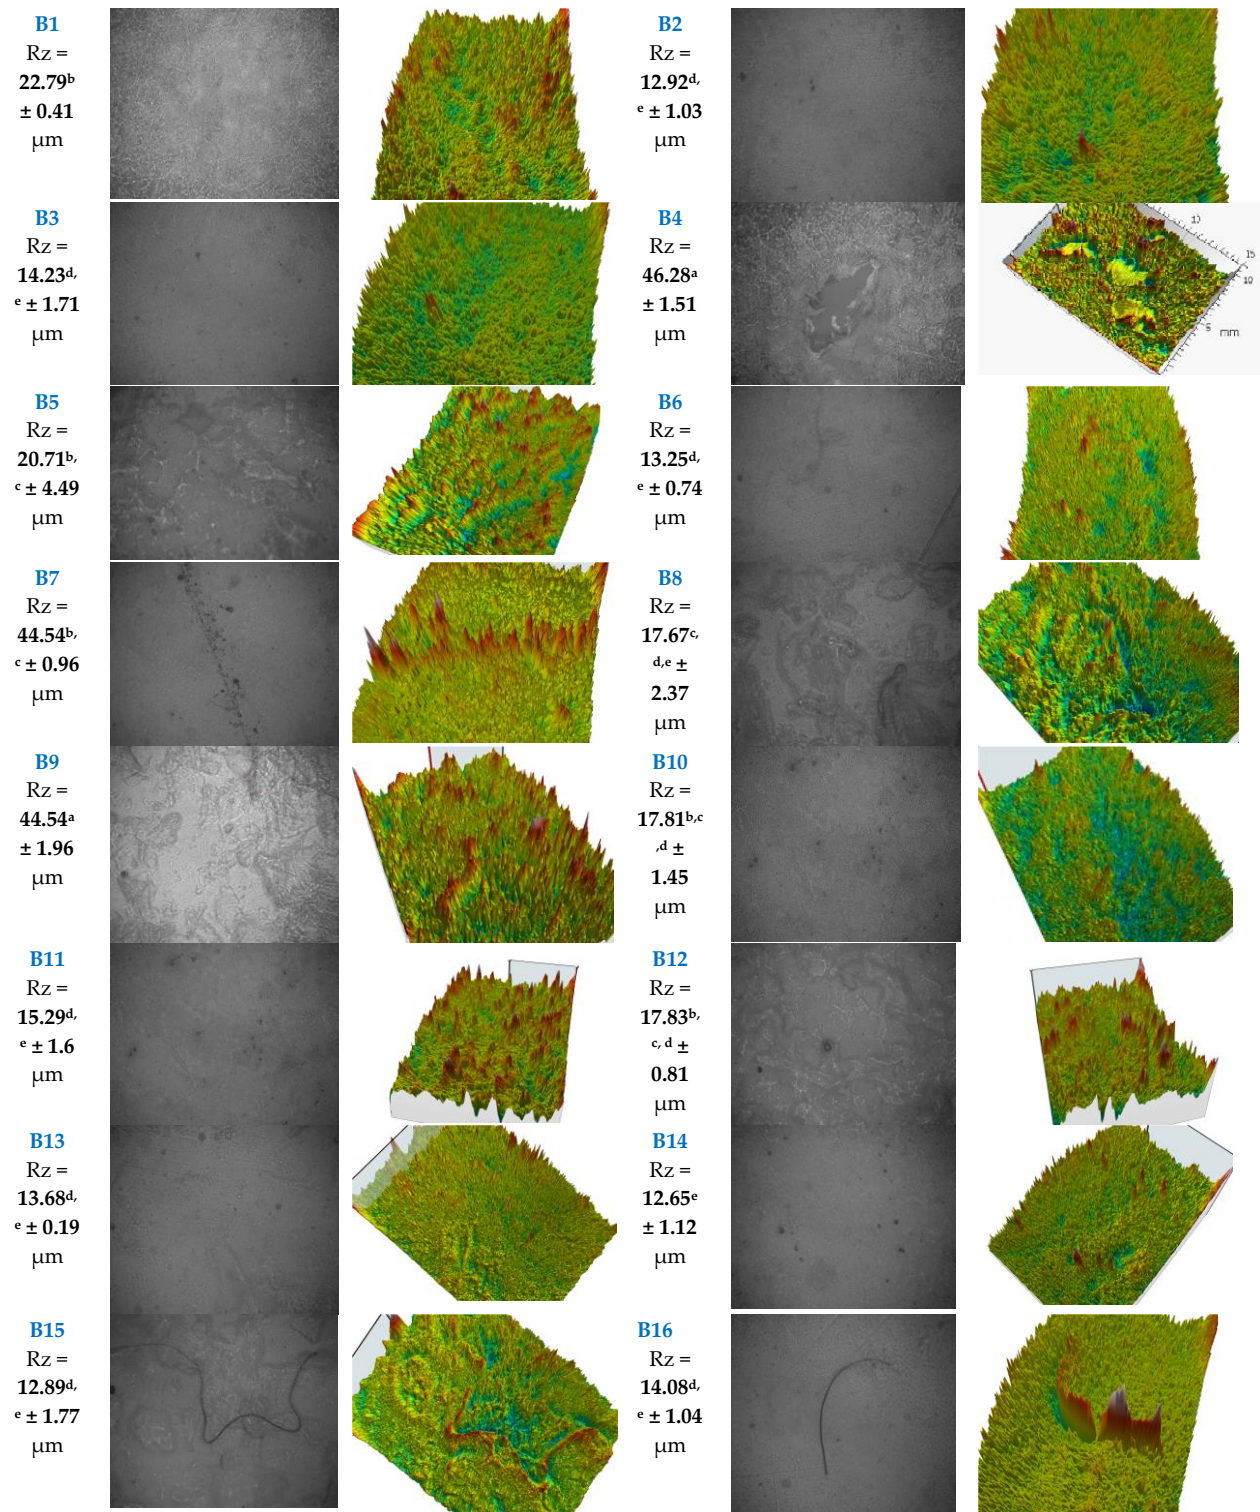 B1
Rz =
22.79ᵇ
± 0.41
µm
B2
Rz =
12.92ᵈ,
ᵉ ± 1.03
µm
B3
Rz =
14.23ᵈ,
ᵉ ± 1.71
µm
B4
Rz =
46.28ᵃ
± 1.51
µm
10
15
10
5
mm
B5
Rz =
20.71ᵇ,
ᶜ ± 4.49
µm
B6
Rz =
13.25ᵈ,
ᵉ ± 0.74
µm
B7
Rz =
44.54ᵇ,
ᶜ ± 0.96
µm
B8
Rz =
17.67ᶜ,
ᵈ,ᵉ ±
2.37
µm
B9
Rz =
44.54ᵃ
± 1.96
µm
B10
Rz =
17.81ᵇ,ᶜ
,ᵈ ±
1.45
µm
B11
Rz =
15.29ᵈ,
ᵉ ± 1.6
µm
B12
Rz =
17.83ᵇ,
ᶜ, ᵈ ±
0.81
µm
B13
Rz =
13.68ᵈ,
ᵉ ± 0.19
µm
B14
Rz =
12.65ᵉ
± 1.12
µm
B15
Rz =
12.89ᵈ,
ᵉ ± 1.77
µm
B16
Rz =
14.08ᵈ,
ᵉ ± 1.04
µm